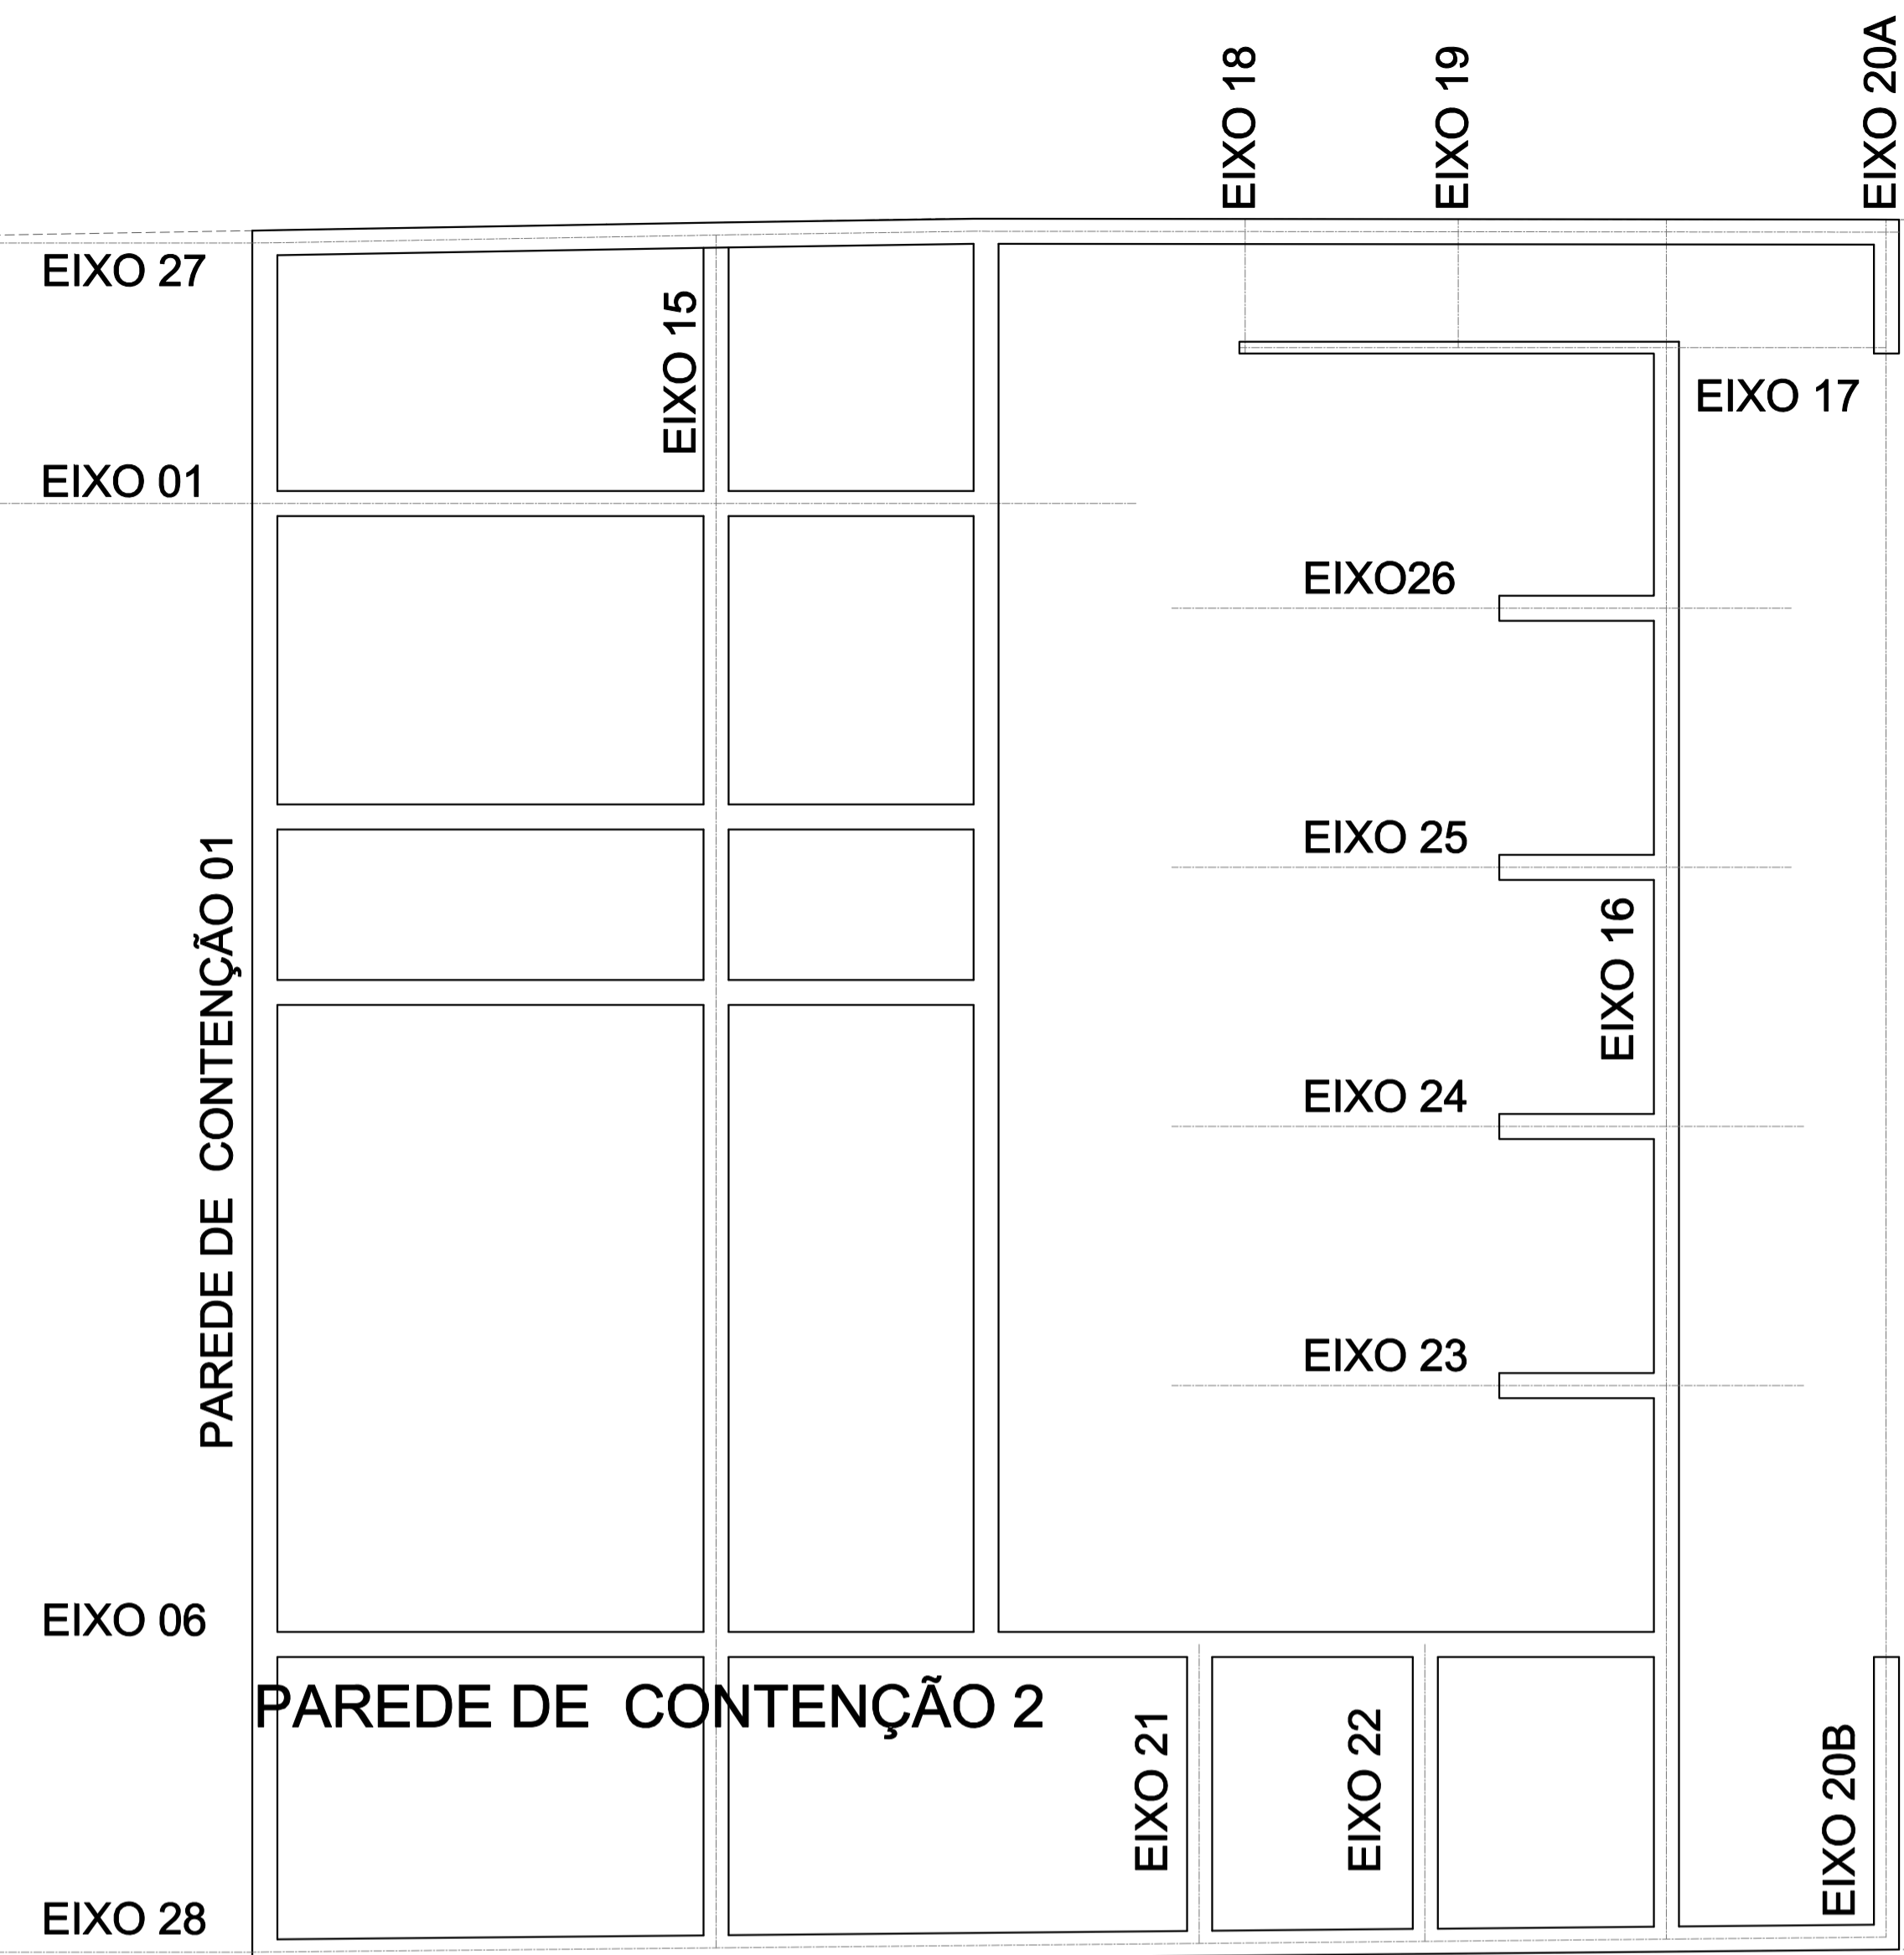 EIXO 18
EIXO 19
EIXO 20A
EIXO 27
EIXO 15
EIXO 17
EIXO 01
EIXO26
EIXO 25
PAREDE DE CONTENÇÃO 01
EIXO 16
EIXO 24
EIXO 23
EIXO 06
PAREDE DE CONTENÇÃO 2
EIXO 21
EIXO 22
EIXO 20B
EIXO 28